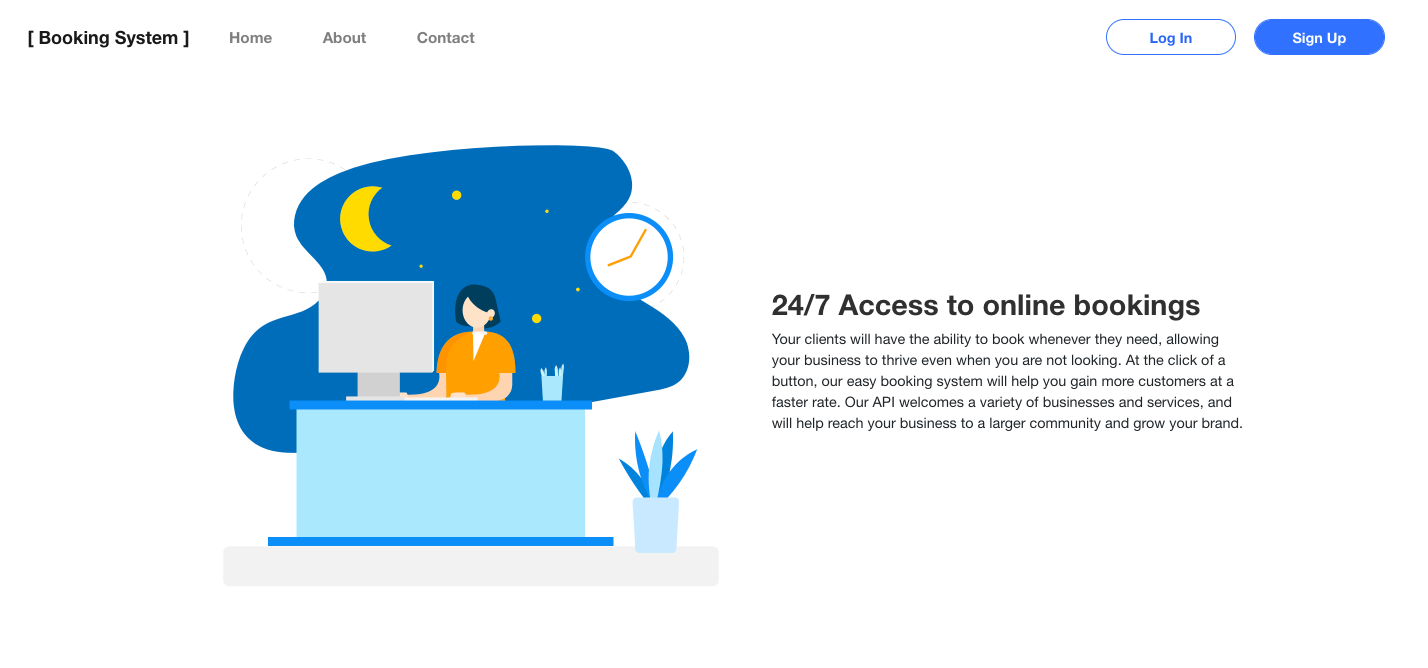 [ Booking System ] Home About Contact Log In Sign Up
24/7 Access to online bookings
Your clients will have the ability to book whenever they need, allowing
your business to thrive even when you are not looking. At the click of a
button, our easy booking system will help you gain more customers at a
faster rate. Our API welcomes a variety of businesses and services, and
will help reach your business to a larger community and grow your brand.